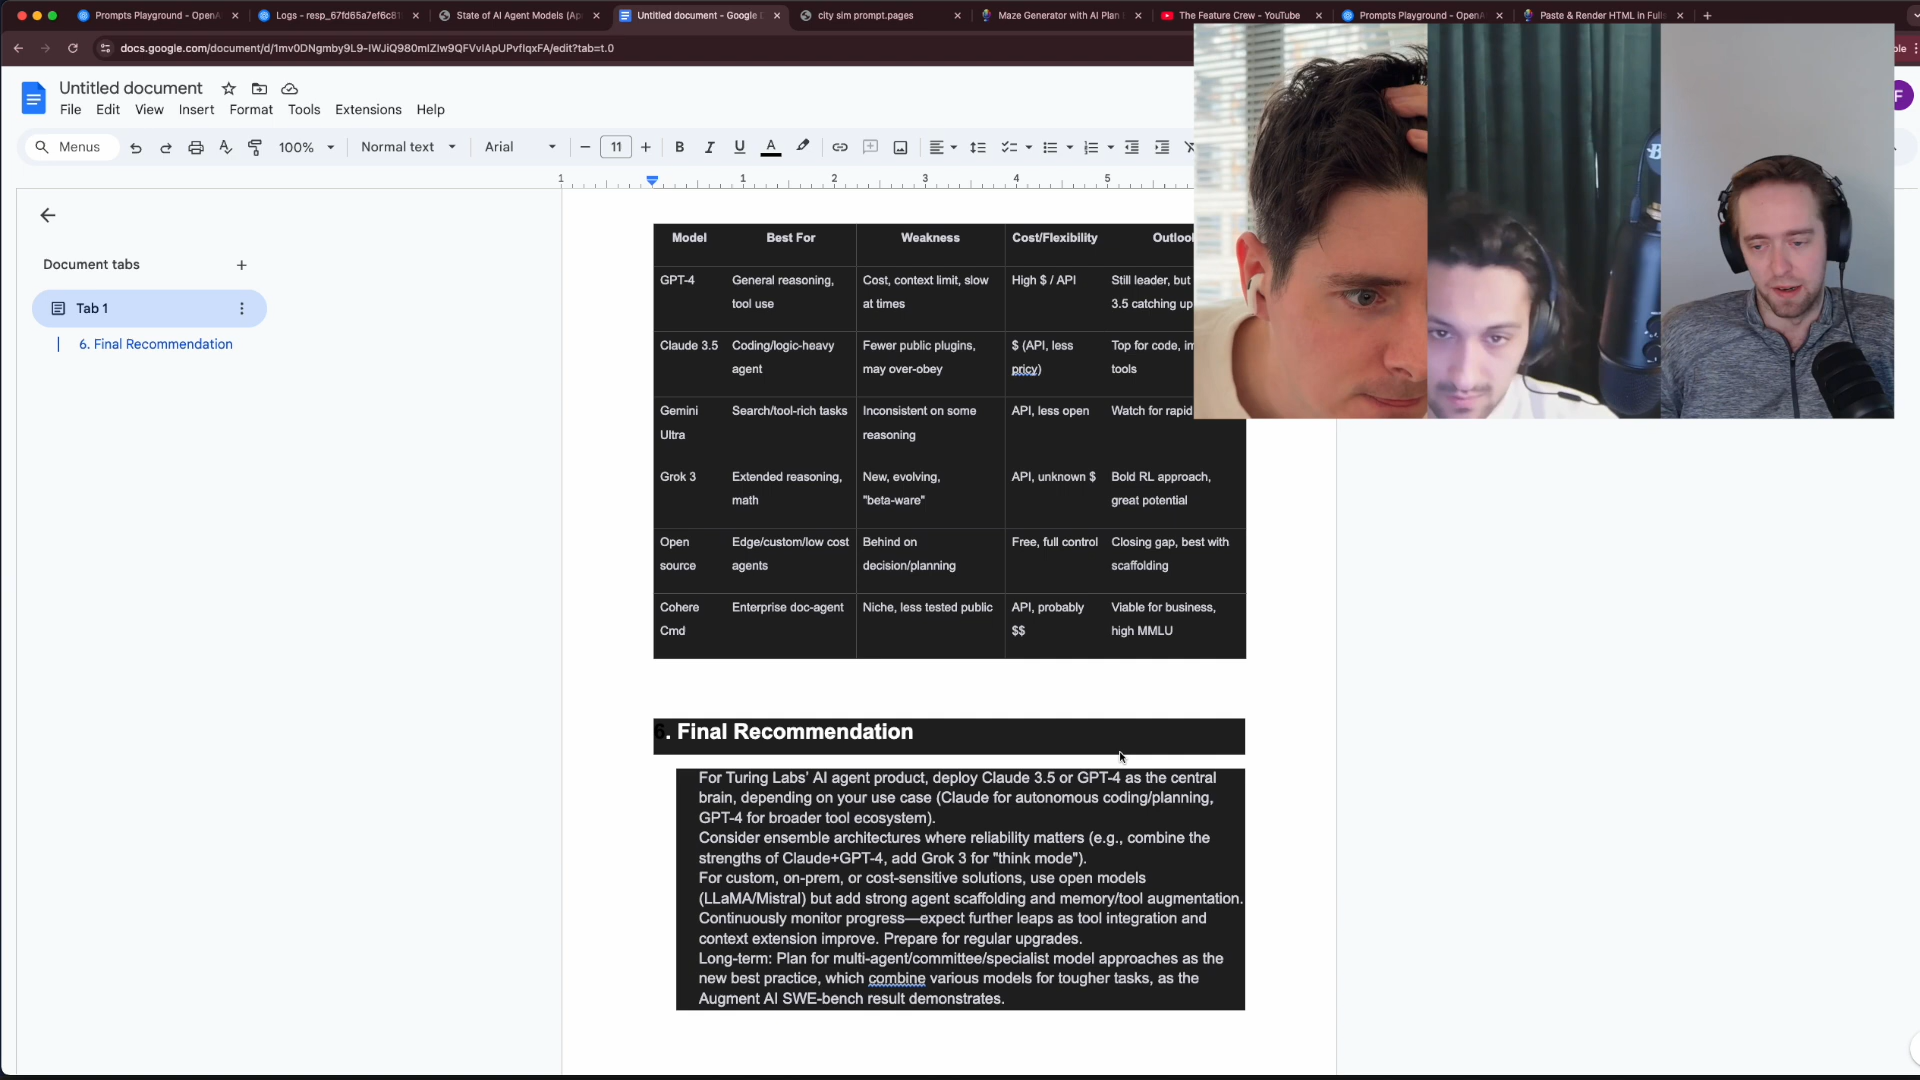 Prompts Playground - OpenA
Logs - resp_67fd65a7ef6c81
State of AI Agent Models (Ap
Untitled document - Google D
city sim prompt.pages
Maze Generator with AI Plan
The Feature Crew - YouTube
Prompts Playground - OpenA
Paste & Render HTML in Full
Untitled document
File Edit View Insert Format Tools Extensions Help
Menus
100%
Normal text
Arial
11
B I U A
1 1 2 3 4 5
Document tabs
Tab 1
6. Final Recommendation
Model Best For Weakness Cost/Flexibility Outlook
GPT-4 General reasoning, Cost, context limit, slow High $ / API Still leader, but
tool use at times 3.5 catching up
Claude 3.5 Coding/logic-heavy Fewer public plugins, $ (API, less Top for code, im
agent may over-obey pricy) tools
Gemini Search/tool-rich tasks Inconsistent on some API, less open Watch for rapid
Ultra reasoning
Grok 3 Extended reasoning, New, evolving, API, unknown $ Bold RL approach,
math "beta-ware" great potential
Open Edge/custom/low cost Behind on Free, full control Closing gap, best with
source agents decision/planning scaffolding
Cohere Enterprise doc-agent Niche, less tested public API, probably Viable for business,
Cmd $$ high MMLU
6. Final Recommendation
For Turing Labs' AI agent product, deploy Claude 3.5 or GPT-4 as the central
brain, depending on your use case (Claude for autonomous coding/planning,
GPT-4 for broader tool ecosystem).
Consider ensemble architectures where reliability matters (e.g., combine the
strengths of Claude+GPT-4, add Grok 3 for "think mode").
For custom, on-prem, or cost-sensitive solutions, use open models
(LLaMA/Mistral) but add strong agent scaffolding and memory/tool augmentation.
Continuously monitor progress—expect further leaps as tool integration and
context extension improve. Prepare for regular upgrades.
Long-term: Plan for multi-agent/committee/specialist model approaches as the
new best practice, which combine various models for tougher tasks, as the
Augment AI SWE-bench result demonstrates.